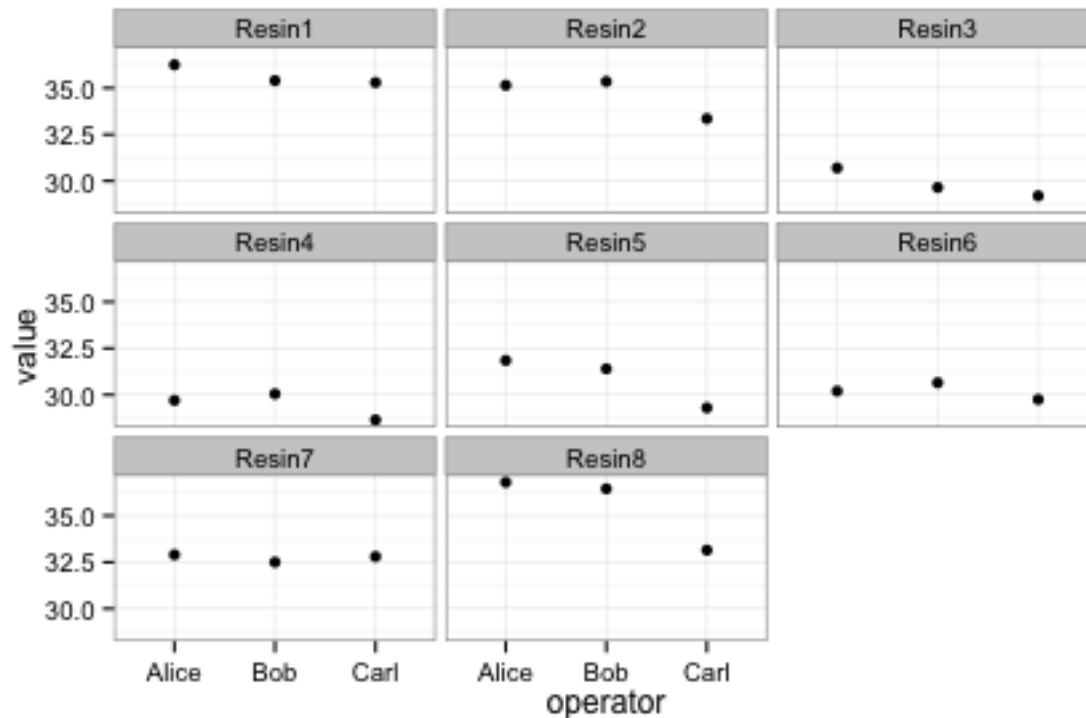 Resin1 Resin2 Resin3
35.0
32.5
30.0
Resin4 Resin5 Resin6
35.0
32.5
30.0
value
Resin7 Resin8
35.0
32.5
30.0
Alice Bob Carl Alice Bob Carl
operator